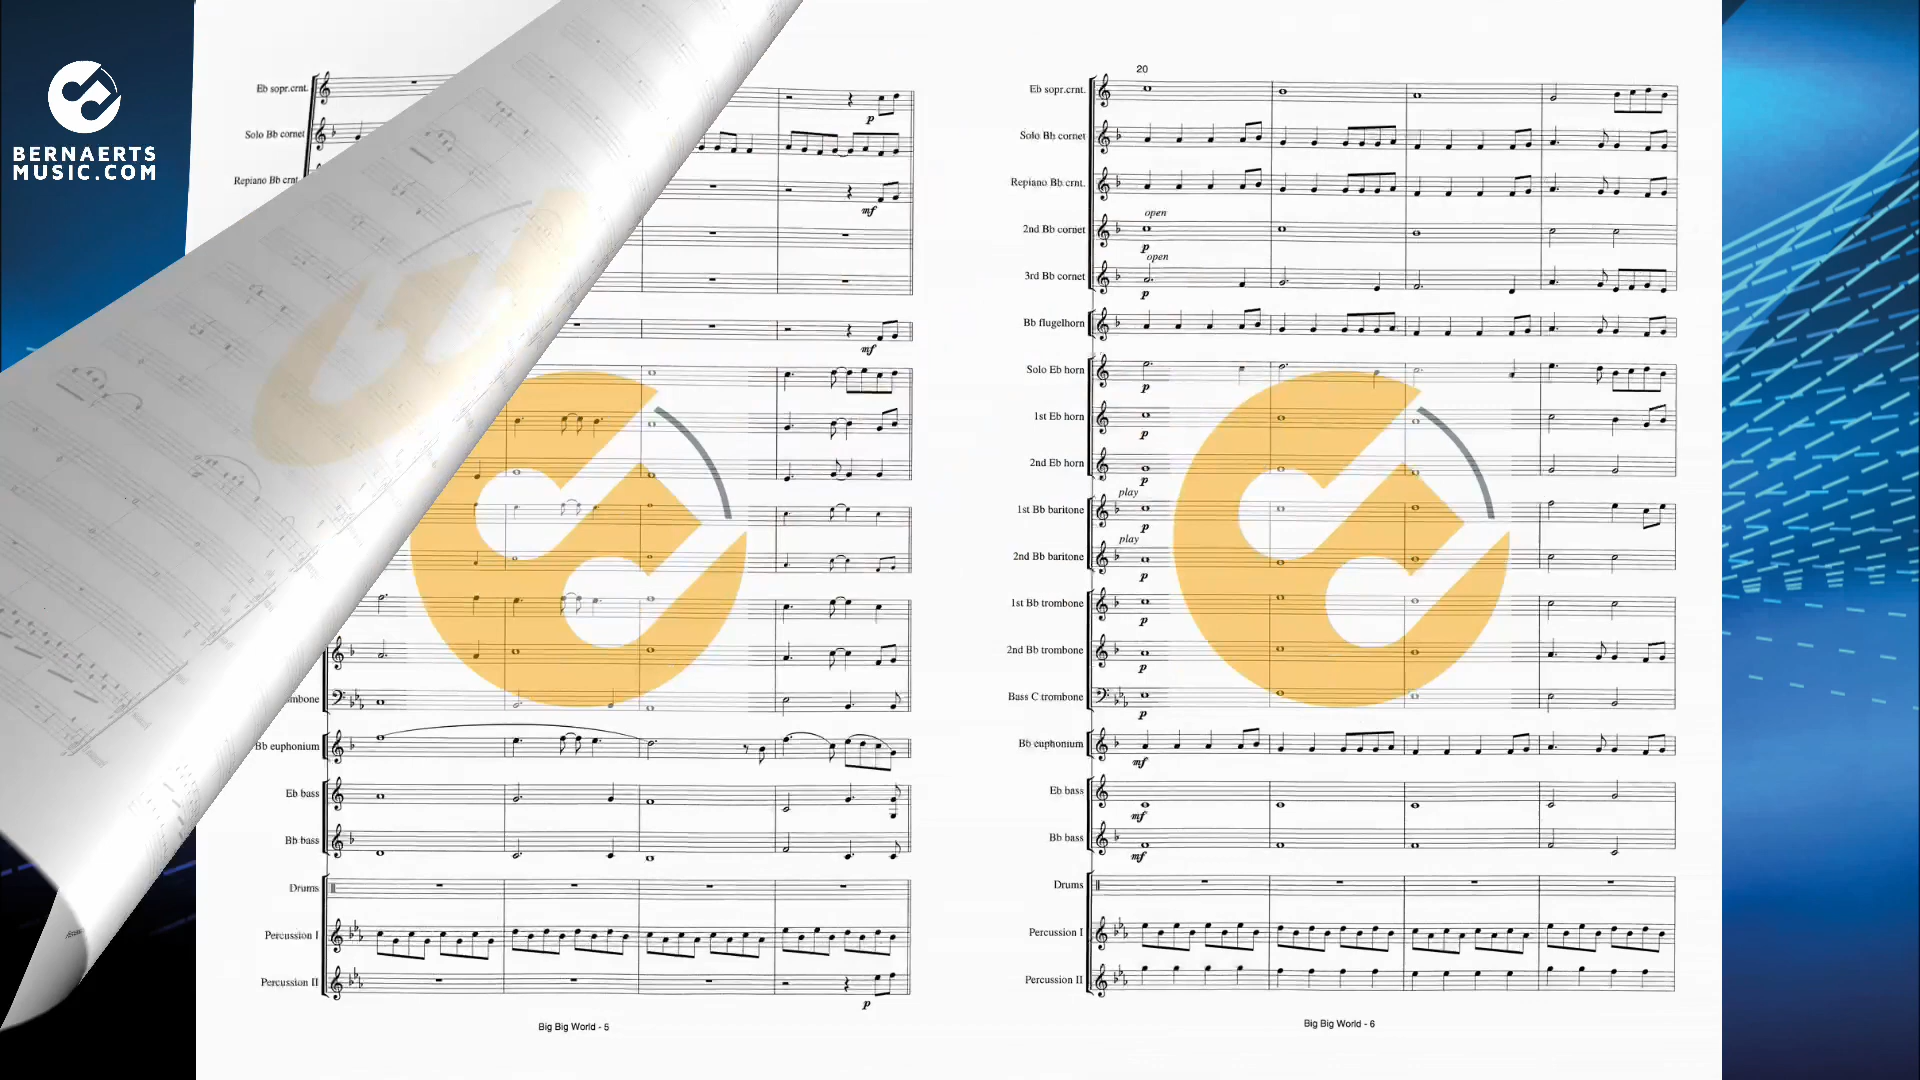 BERNAERTS
MUSIC.COM
Eb sopr.crnt.
Solo Bb cornet
Repiano Bb crnt.
p
mf
mf
mbone
Bb euphonium
Eb bass
Bb bass
Drums
Percussion I
Percussion II
p
Big Big World - 5
20
Eb sopr.crnt.
Solo Bb cornet
Repiano Bb crnt.
open
2nd Bb cornet
p
open
3rd Bb cornet
p
Bb flugelhorn
Solo Eb horn
p
1st Eb horn
p
2nd Eb horn
p
play
1st Bb baritone
p
play
2nd Bb baritone
p
1st Bb trombone
p
2nd Bb trombone
p
Bass C trombone
p
Bb euphonium
mf
Eb bass
mf
Bb bass
mf
Drums
Percussion I
Percussion II
Big Big World - 6